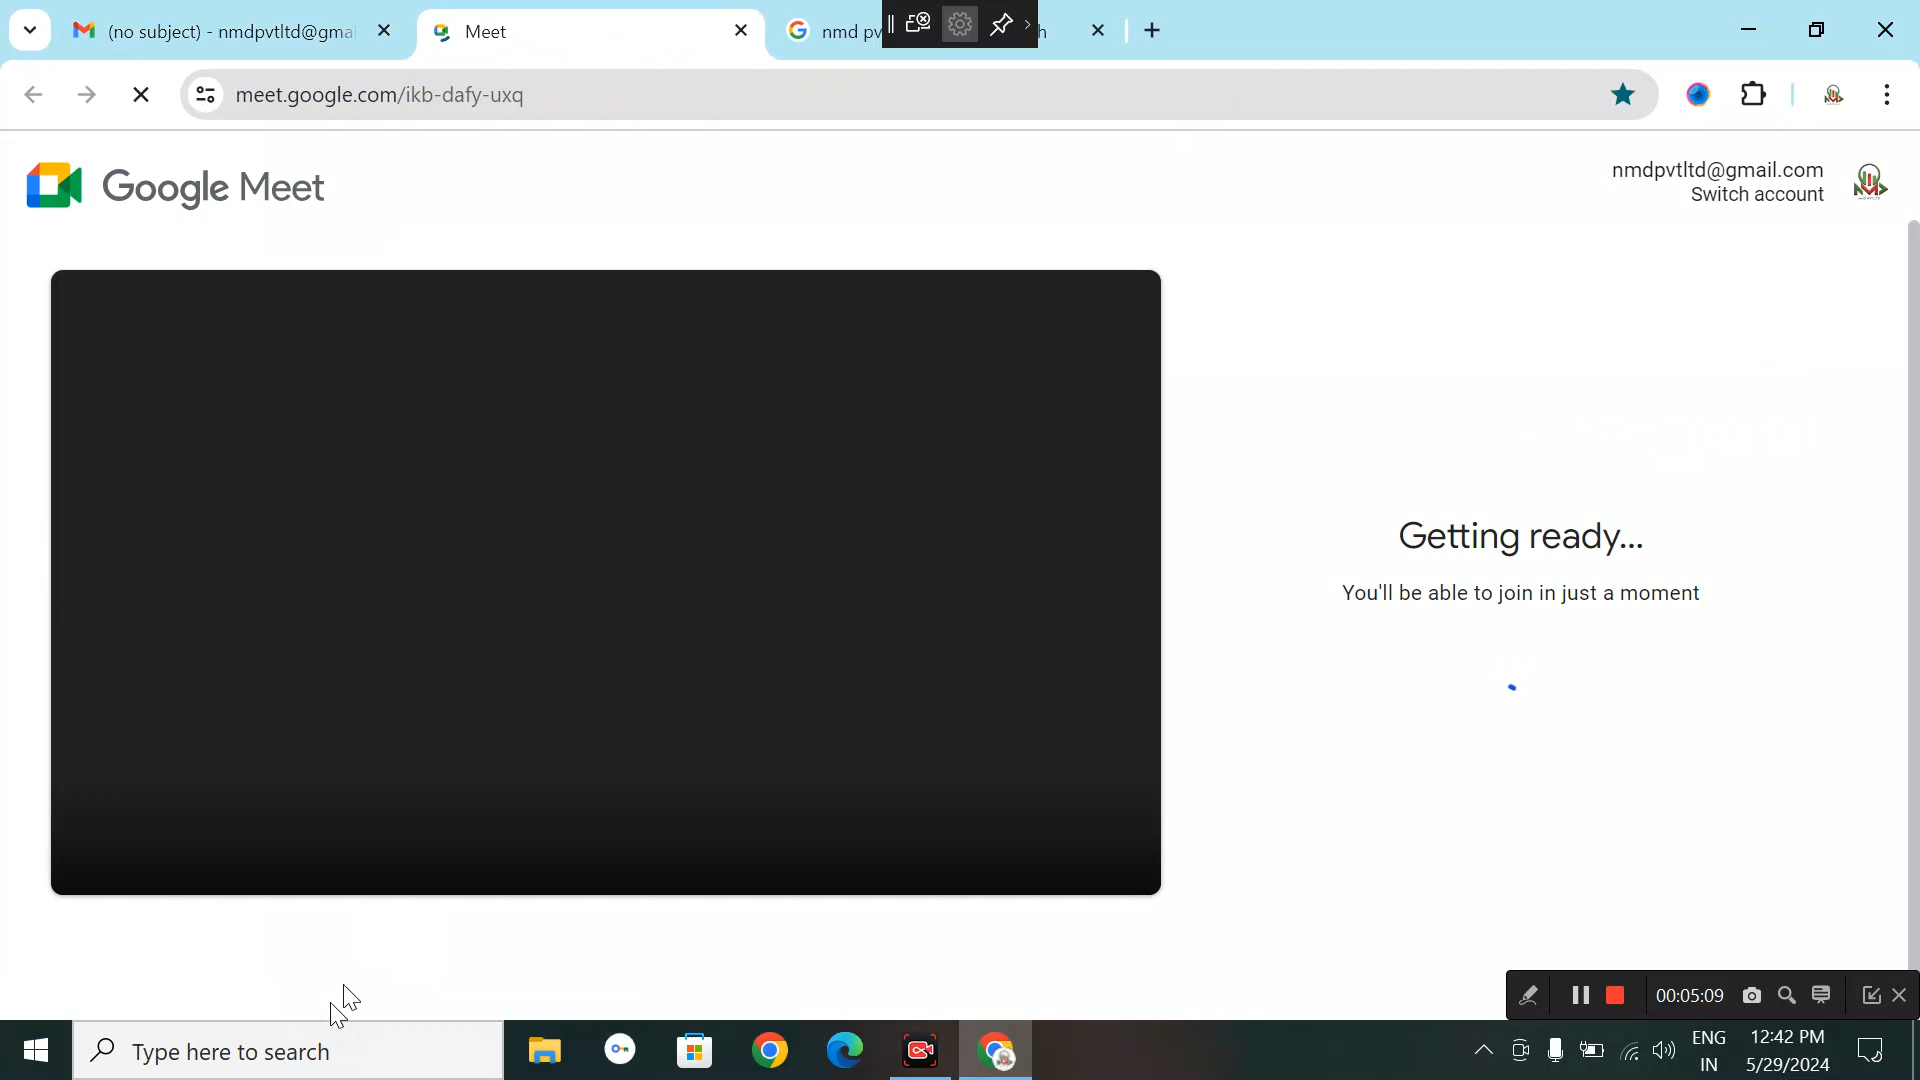 (no subject) - nmdpvtltd@gmai
Meet
nmd pv
h
meet.google.com/ikb-dafy-uxq
Google Meet
nmdpvtltd@gmail.com
Switch account
Getting ready...
You'll be able to join in just a moment
00:05:09
Type here to search
ENG
IN
12:42 PM
5/29/2024